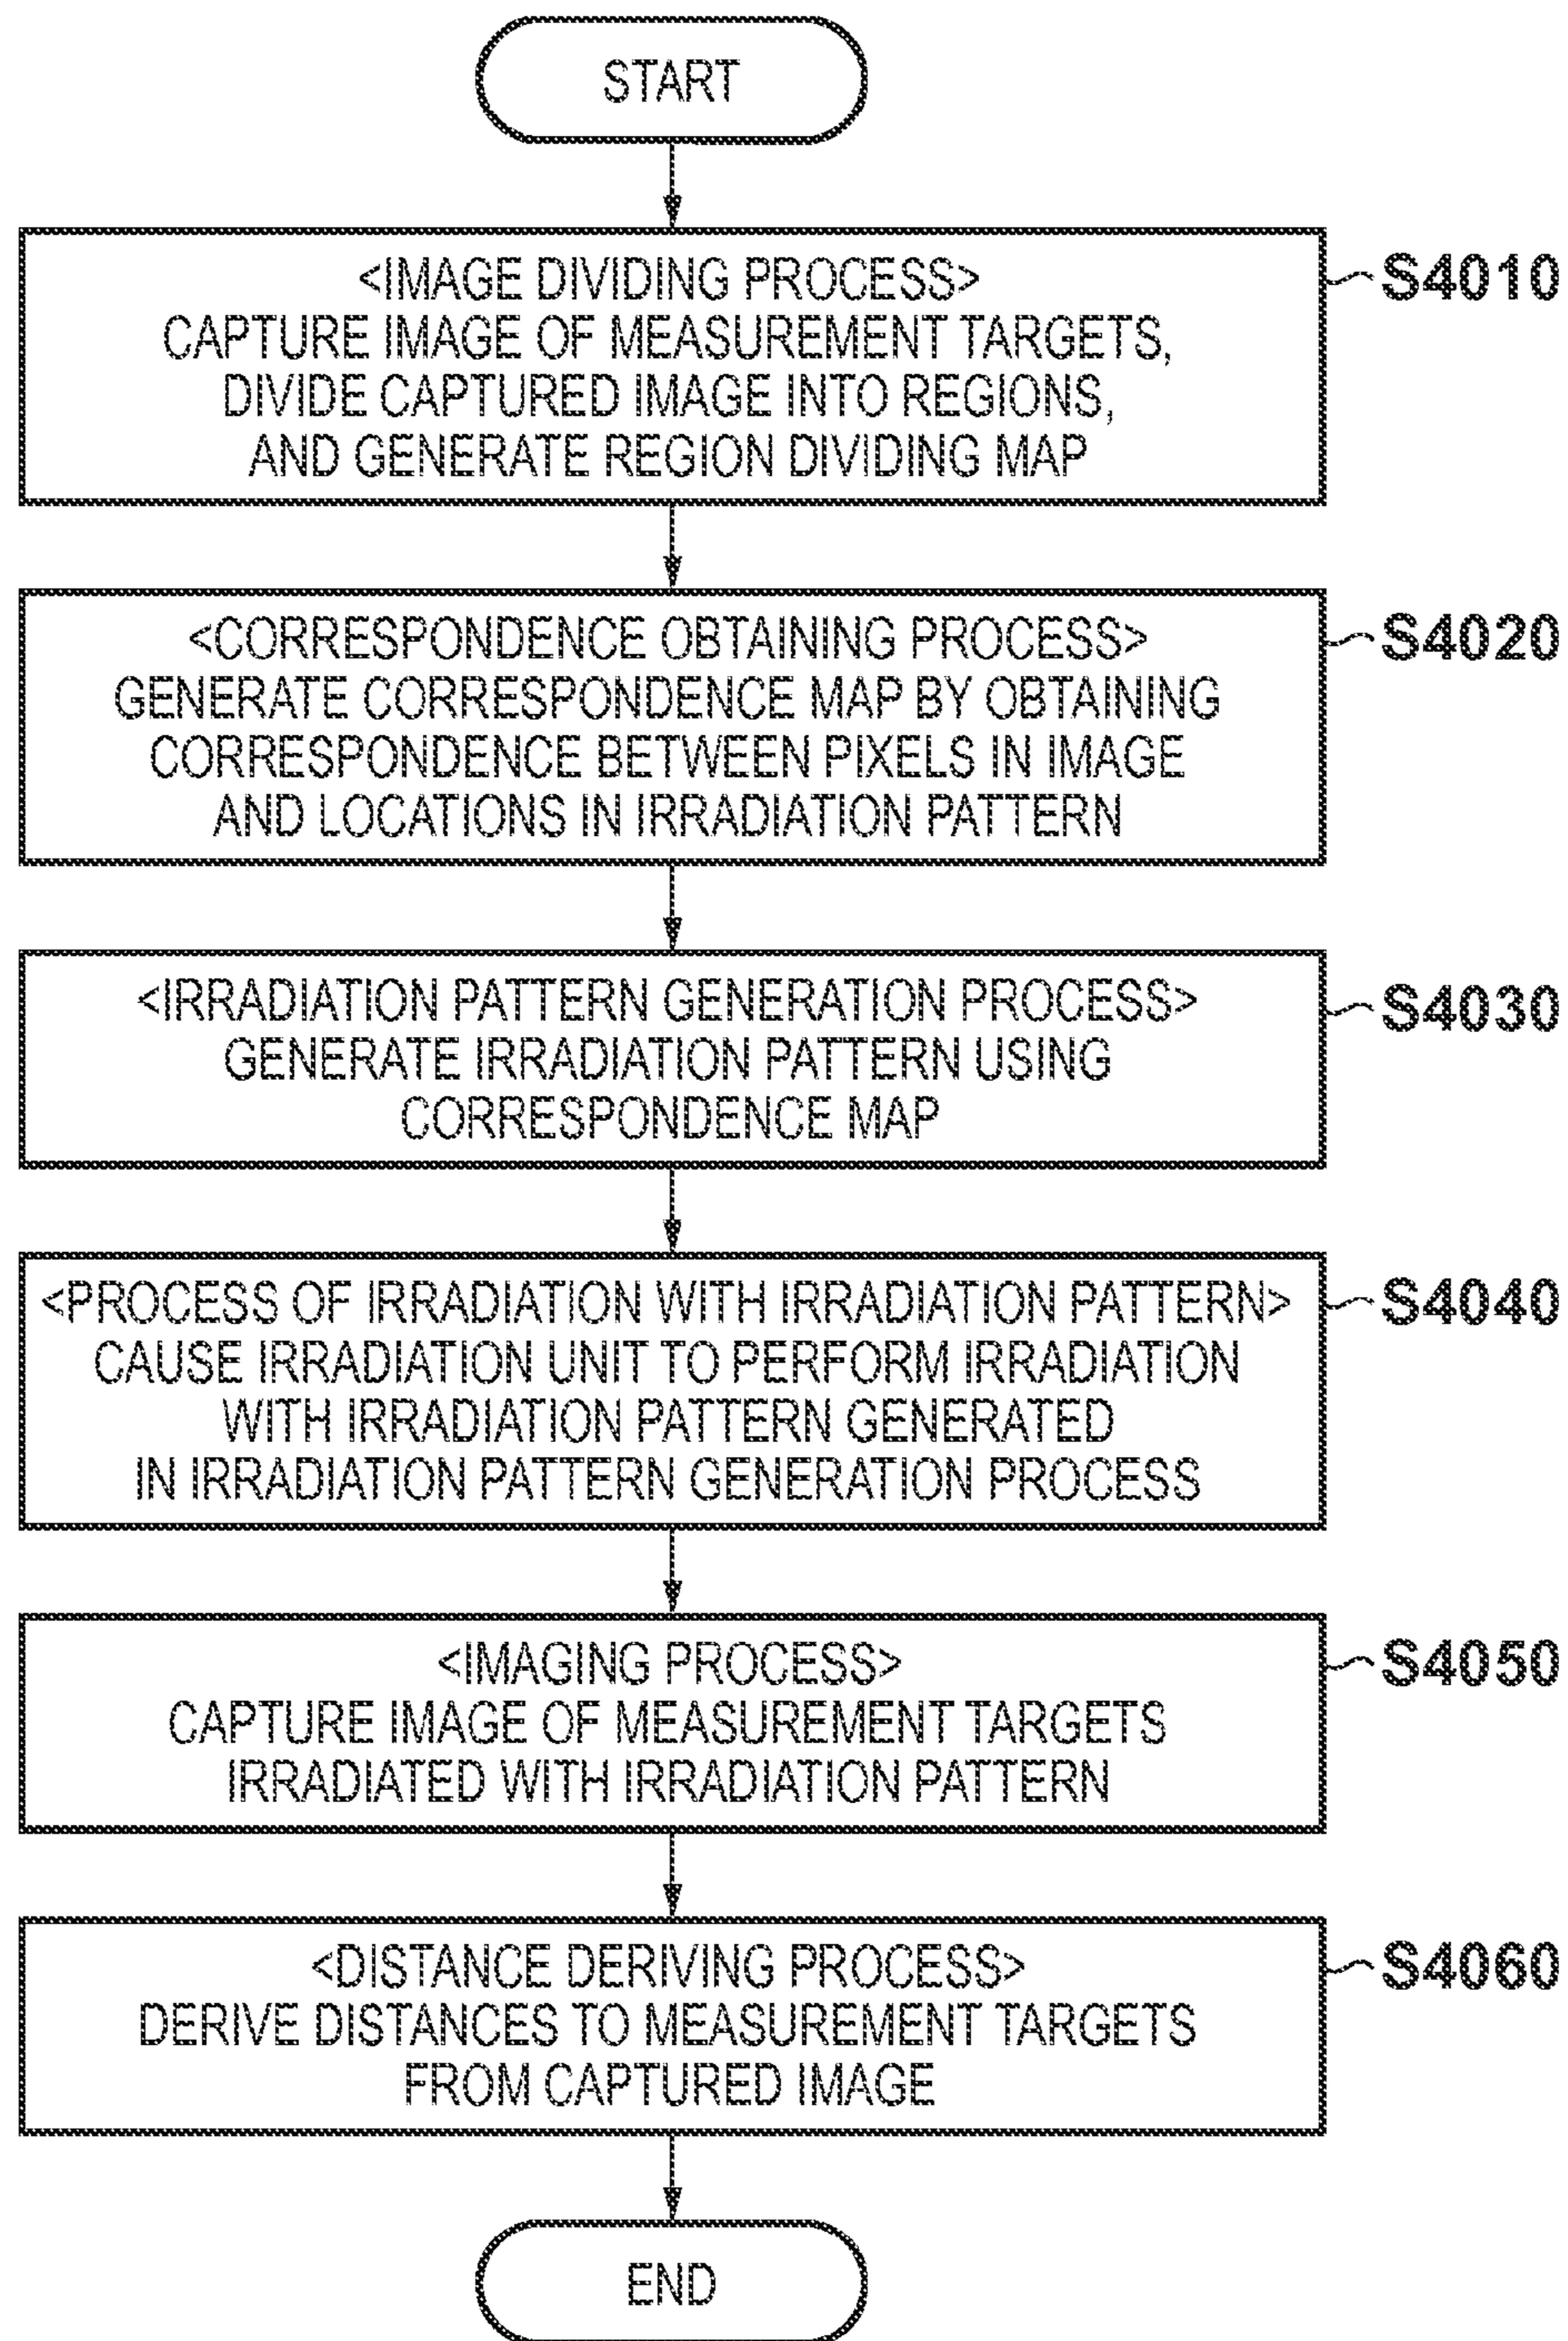 START
<IMAGE DIVIDING PROCESS>
S4010
CAPTURE IMAGE OF MEASUREMENT TARGETS,
DIVIDE CAPTURED IMAGE INTO REGIONS,
AND GENERATE REGION DIVIDING MAP
<CORRESPONDENCE OBTAINING PROCESS>
S4020
GENERATE CORRESPONDENCE MAP BY OBTAINING
CORRESPONDENCE BETWEEN PIXELS IN IMAGE
AND LOCATIONS IN IRRADIATION PATTERN
<IRRADIATION PATTERN GENERATION PROCESS>
S4030
GENERATE IRRADIATION PATTERN USING
CORRESPONDENCE MAP
<PROCESS OF IRRADIATION WITH IRRADIATION PATTERN>
S4040
CAUSE IRRADIATION UNIT TO PERFORM IRRADIATION
WITH IRRADIATION PATTERN GENERATED
IN IRRADIATION PATTERN GENERATION PROCESS
<IMAGING PROCESS>
S4050
CAPTURE IMAGE OF MEASUREMENT TARGETS
IRRADIATED WITH IRRADIATION PATTERN
<DISTANCE DERIVING PROCESS>
S4060
DERIVE DISTANCES TO MEASUREMENT TARGETS
FROM CAPTURED IMAGE
END